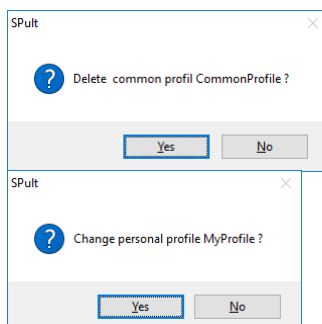 SPult
Delete  common profil CommonProfile ?
Yes No
SPult
Change personal profile MyProfile ?
Yes No